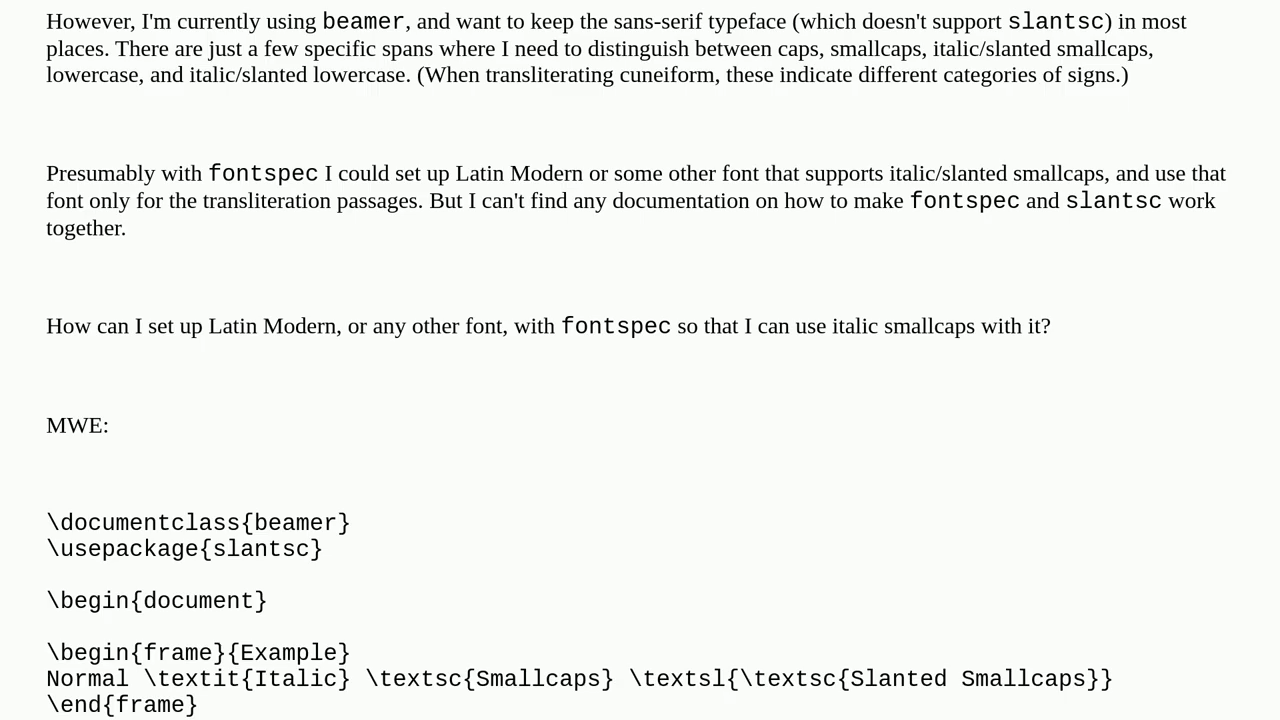 However, I'm currently using beamer, and want to keep the sans-serif typeface (which doesn't support slantsc) in most
places. There are just a few specific spans where I need to distinguish between caps, smallcaps, italic/slanted smallcaps,
lowercase, and italic/slanted lowercase. (When transliterating cuneiform, these indicate different categories of signs.)
Presumably with fontspec I could set up Latin Modern or some other font that supports italic/slanted smallcaps, and use that
font only for the transliteration passages. But I can't find any documentation on how to make fontspec and slantsc work
together.
How can I set up Latin Modern, or any other font, with fontspec so that I can use italic smallcaps with it?
MWE:
\documentclass{beamer}
\usepackage{slantsc}
\begin{document}
\begin{frame}{Example}
Normal \textit{Italic} \textsc{Smallcaps} \textsl{\textsc{Slanted Smallcaps}}
\end{frame}